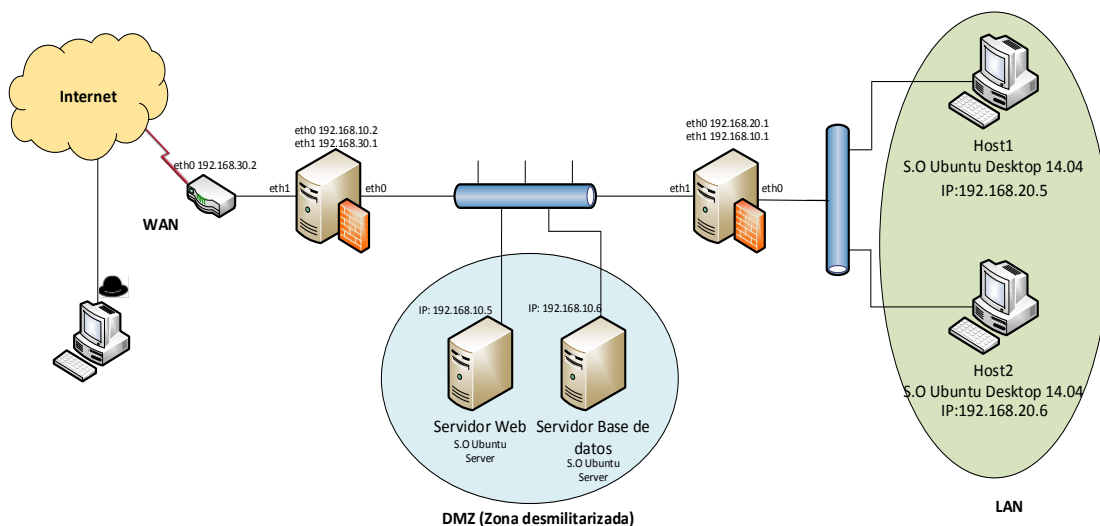 Internet
eth0 192.168.30.2
WAN
eth1
eth0 192.168.10.2
eth1 192.168.30.1
eth0
eth0 192.168.20.1
eth1 192.168.10.1
eth1
eth0
Host1
S.O Ubuntu Desktop 14.04
IP:192.168.20.5
Host2
S.O Ubuntu Desktop 14.04
IP:192.168.20.6
LAN
IP: 192.168.10.5
IP: 192.168.10.6
Servidor Web
S.O Ubuntu
Server
Servidor Base de
datos
S.O Ubuntu
Server
DMZ (Zona desmilitarizada)